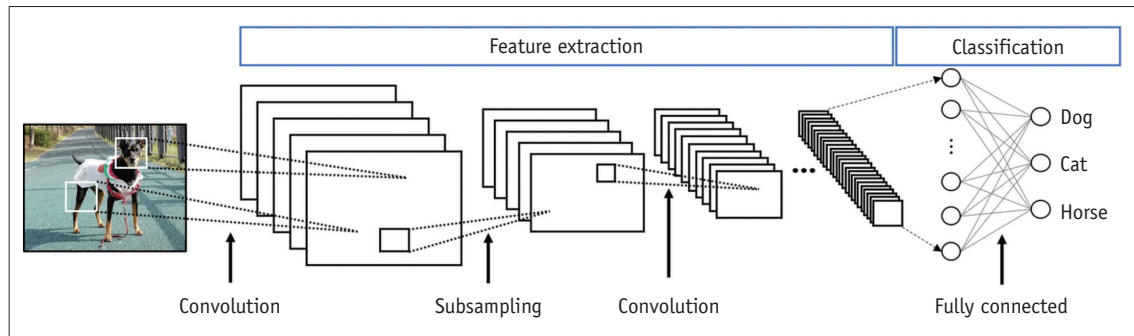 Feature extraction
Classification
Dog
Cat
Horse
Convolution
Subsampling
Convolution
Fully connected